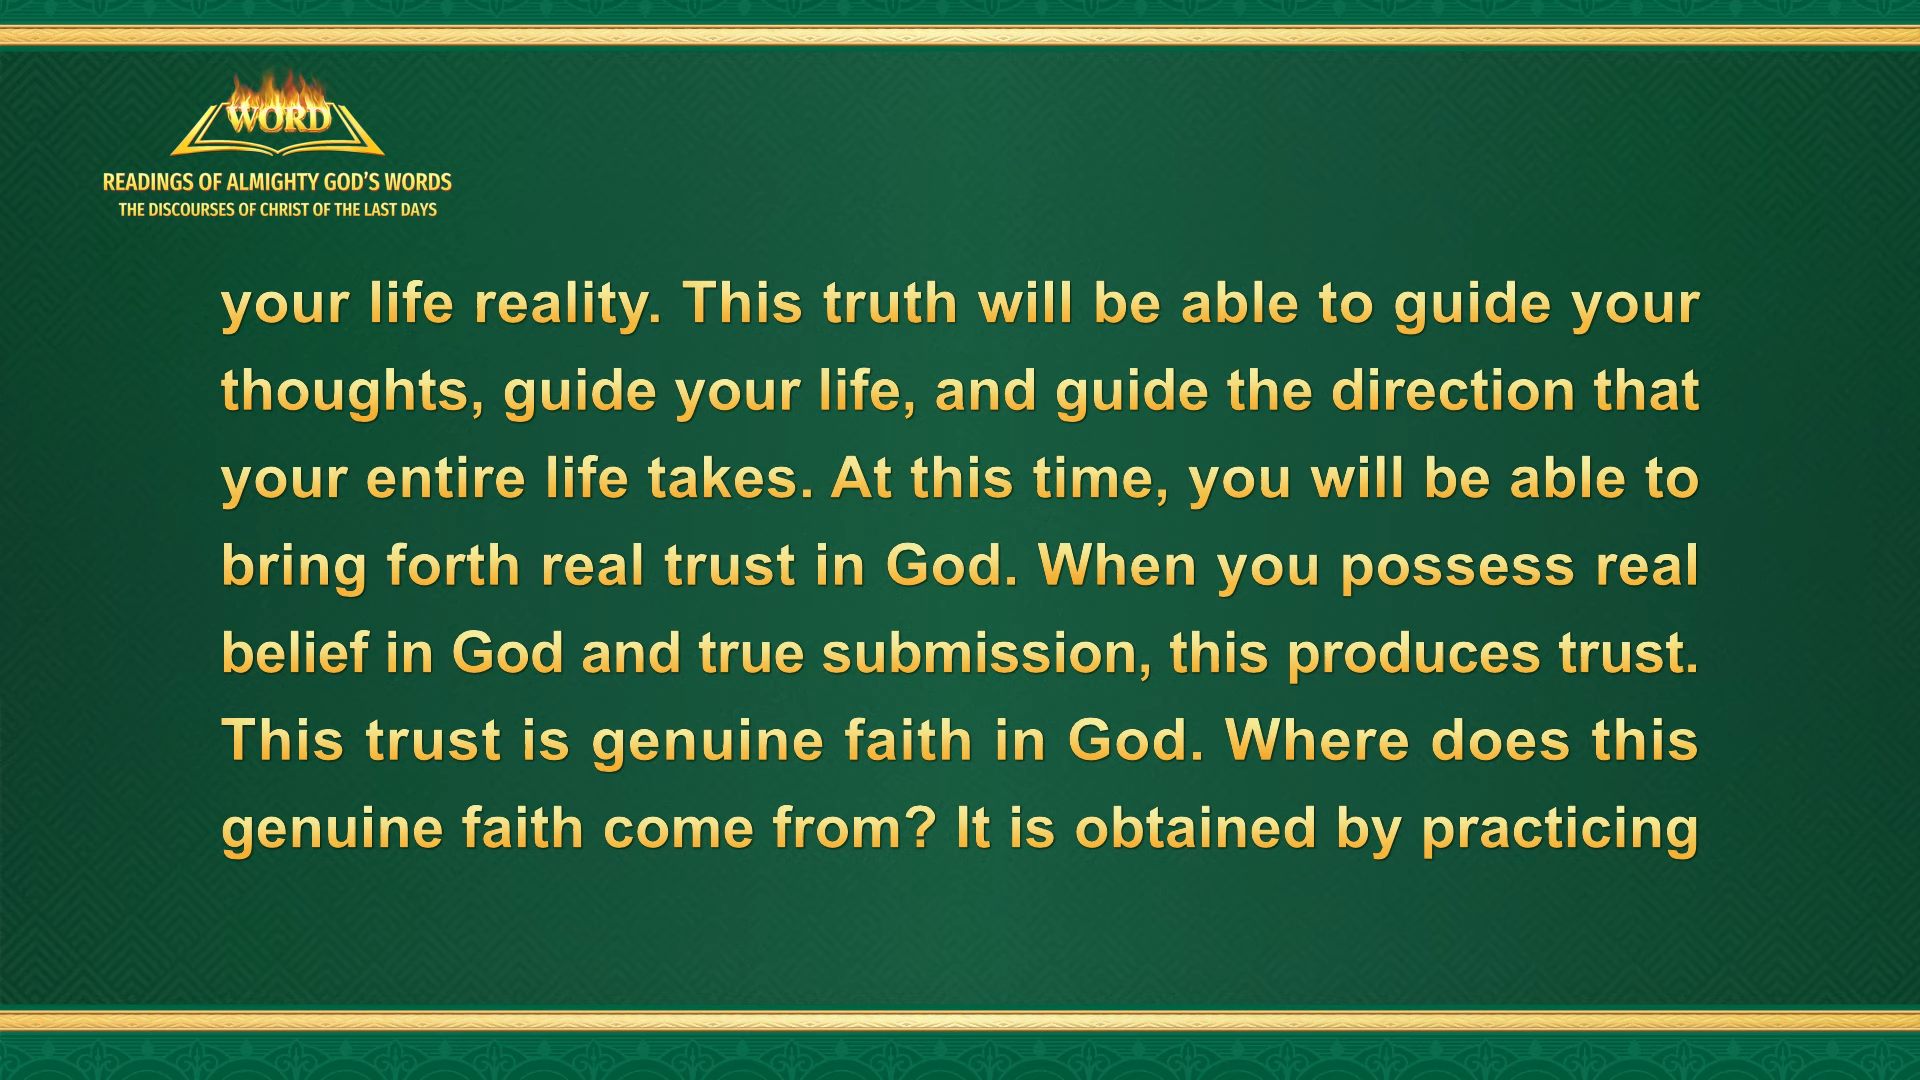 WORD
READINGS OF ALMIGHTY GOD'S WORDS
THE DISCOURSES OF CHRIST OF THE LAST DAYS
your life reality. This truth will be able to guide your
thoughts, guide your life, and guide the direction that
your entire life takes. At this time, you will be able to
bring forth real trust in God. When you possess real
belief in God and true submission, this produces trust.
This trust is genuine faith in God. Where does this
genuine faith come from? It is obtained by practicing